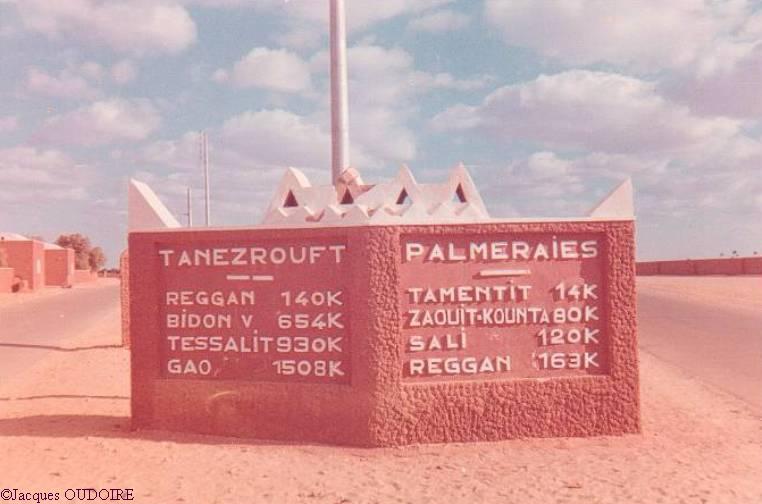 TANEZROUFT
REGGAN 140K
BIDON V 654K
TESSALIT 930K
GAO 1508K
PALMERAIES
TAMENTIT 14K
ZAOUIT-KOUNTA 80K
SALI 120K
REGGAN 163K
©Jacques OUDOIRE